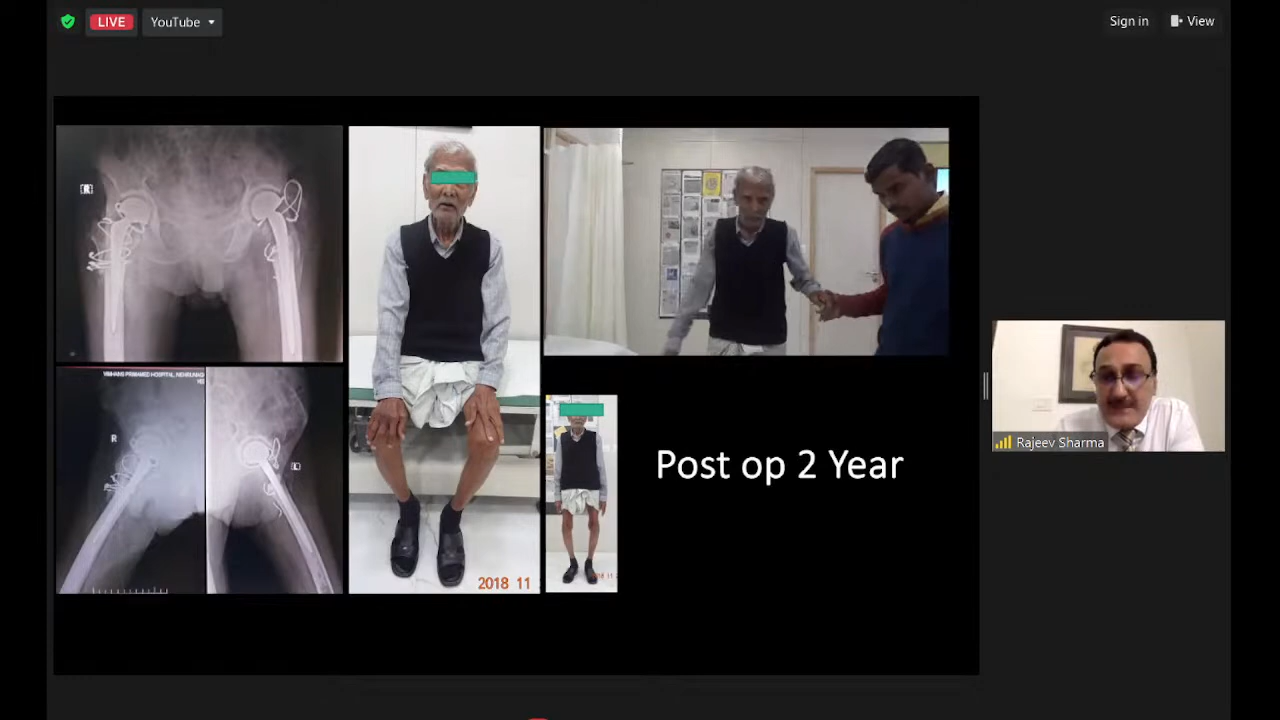 LIVE
YouTube
Sign in
View
R
R
L
2018 11
Post op 2 Year
Rajeev Sharma